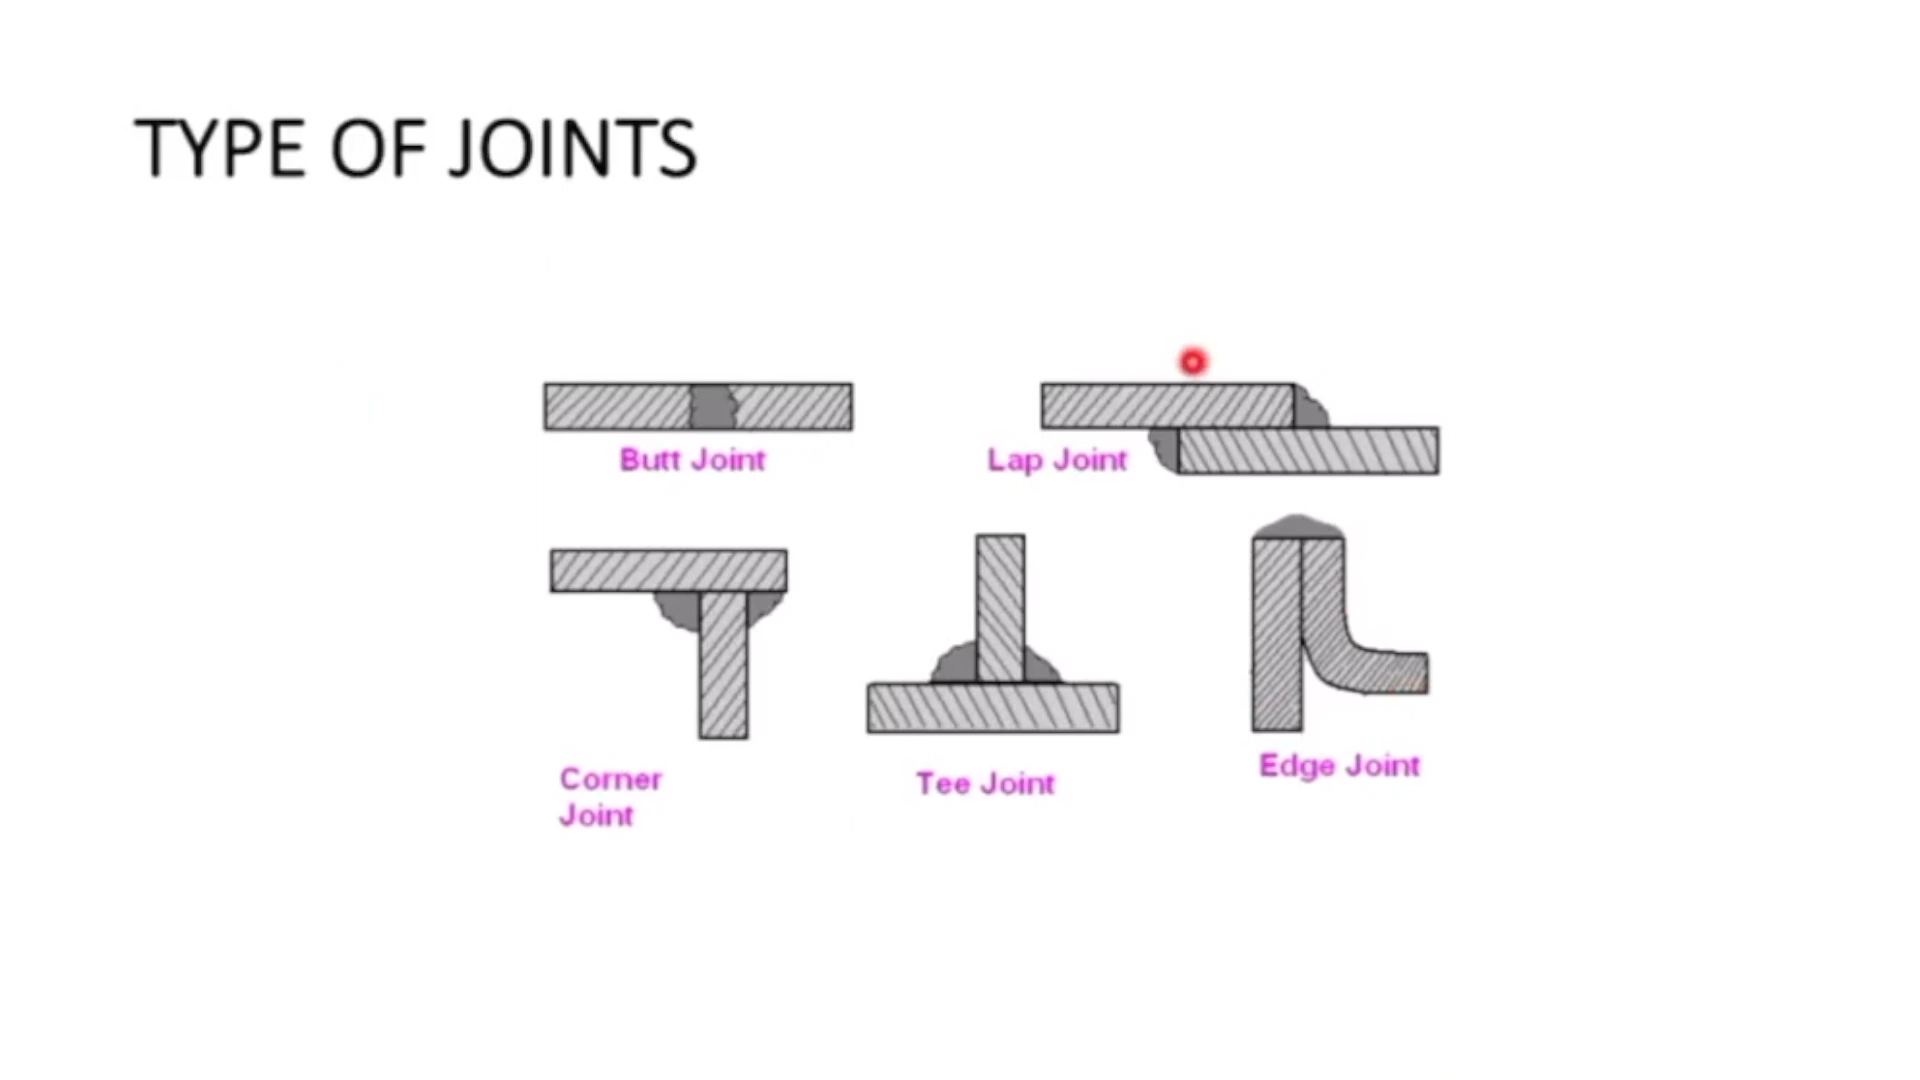 TYPE OF JOINTS
Butt Joint
Lap Joint
Corner
Joint
Tee Joint
Edge Joint